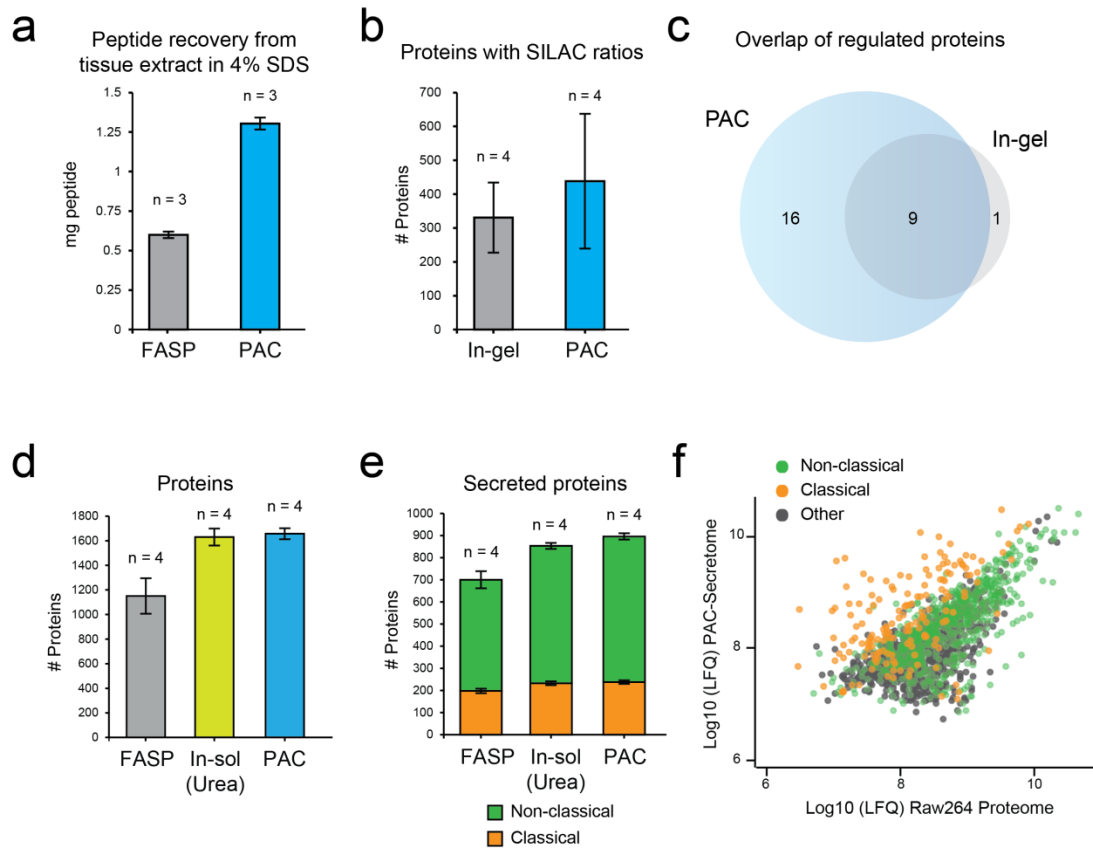 a
Peptide recovery from
tissue extract in 4% SDS
mg peptide
1.5
1.25
1
0.75
0.5
0.25
0
n = 3
n = 3
FASP
PAC
b
Proteins with SILAC ratios
# Proteins
700
600
500
400
300
200
100
0
n = 4
n = 4
In-gel
PAC
c
Overlap of regulated proteins
PAC
In-gel
16
9
1
d
Proteins
# Proteins
1800
1600
1400
1200
1000
800
600
400
200
0
n = 4
n = 4
n = 4
FASP
In-sol
(Urea)
PAC
e
Secreted proteins
# Proteins
1000
900
800
700
600
500
400
300
200
100
0
n = 4
n = 4
n = 4
FASP
In-sol
(Urea)
PAC
Non-classical
Classical
f
Non-classical
Classical
Other
Log10 (LFQ) PAC-Secretome
10
8
6
6
8
10
Log10 (LFQ) Raw264 Proteome